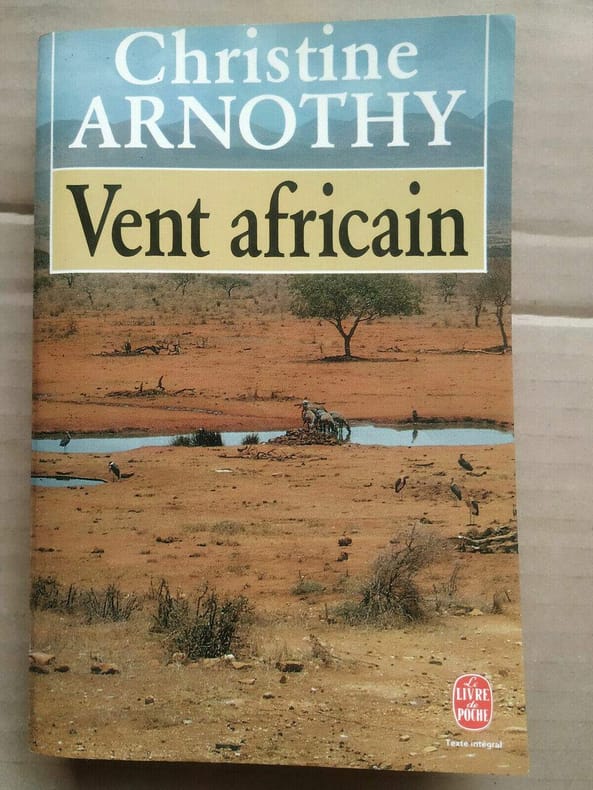 Christine
ARNOTHY
Vent africain
Le
LIVRE
de
POCHE
Texte intégral